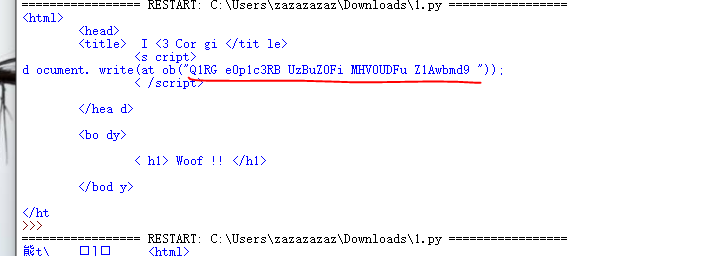 ================= RESTART: C:\Users\zazazazaz\Downloads\1.py =================
<html>
<head>
<title>  I <3 Cor gi </tit le>
<s cript>
d ocument. write(at ob("Q1RG e0p1c3RB UzBuZ0Fi MHV0UDFu Z1Awbmd9 "));
< /script>
</hea d>
<bo dy>
< h1> Woof !! </h1>
</bod y>
</ht
>>>
================= RESTART: C:\Users\zazazazaz\Downloads\1.py =================
<html>